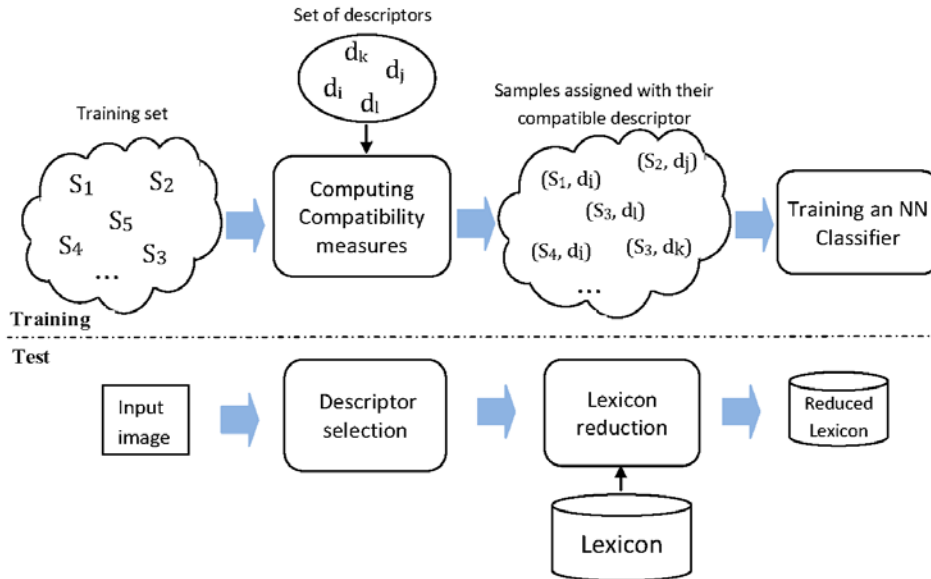 Set of descriptors
dk
dj
di
dl
Training set
S1 S2
S5
S4 S3
...
Computing
Compatibility
measures
Samples assigned with their
compatible descriptor
(S1, di) (S2, dj)
(S3, dl)
(S4, di) (S3, dk)
...
Training an NN
Classifier
Training
Test
Input
image
Descriptor
selection
Lexicon
reduction
Reduced
Lexicon
Lexicon